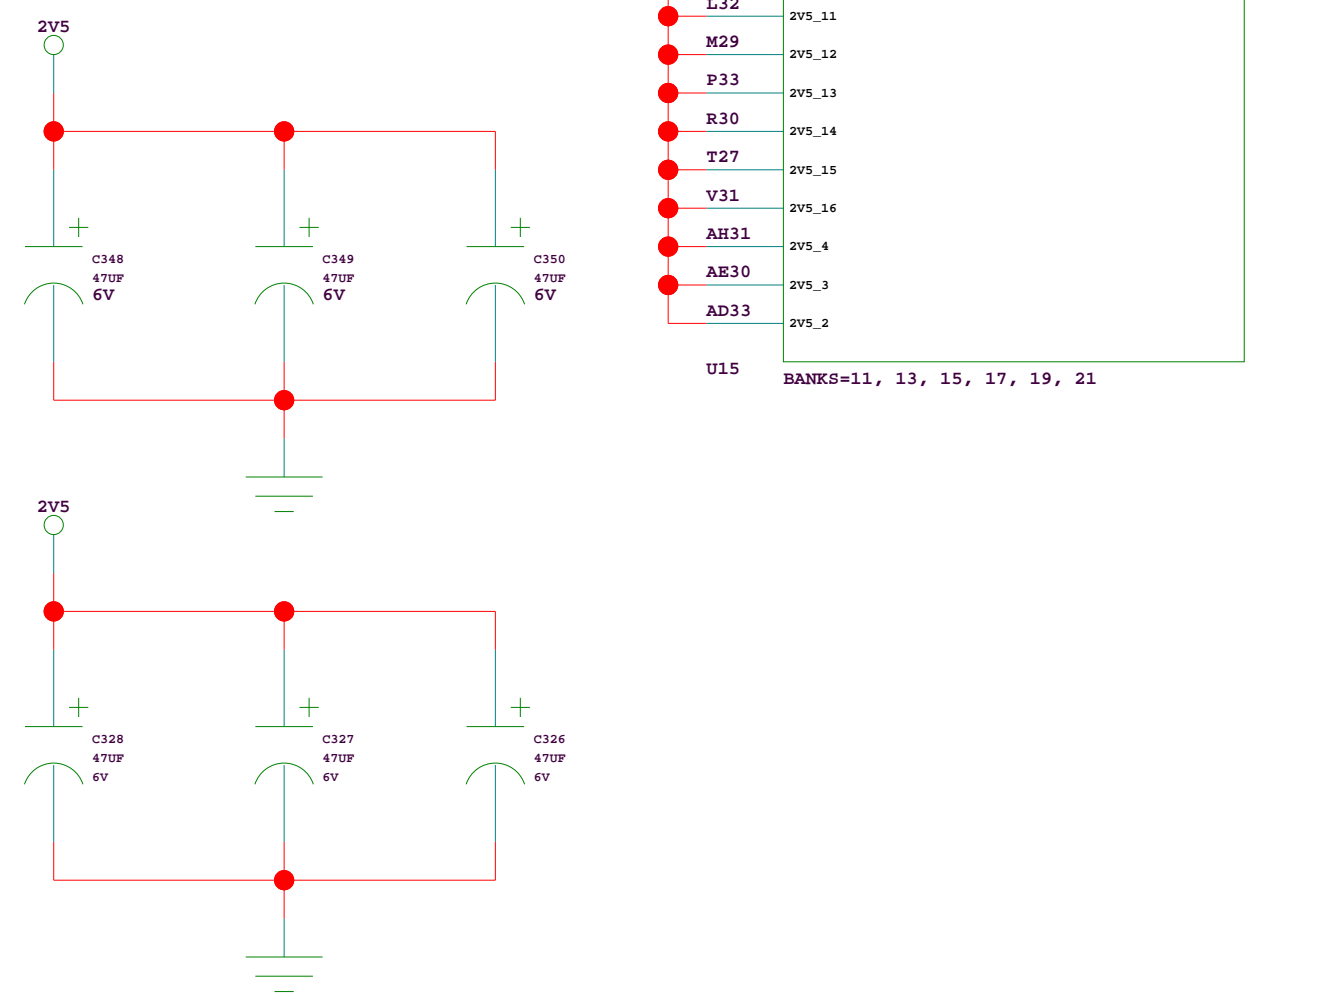 2V5
C348
47UF
6V
C349
47UF
6V
C350
47UF
6V
2V5
C328
47UF
6V
C327
47UF
6V
C326
47UF
6V
L32 2V5_11
M29 2V5_12
P33 2V5_13
R30 2V5_14
T27 2V5_15
V31 2V5_16
AH31 2V5_4
AE30 2V5_3
AD33 2V5_2
U15
BANKS=11, 13, 15, 17, 19, 21